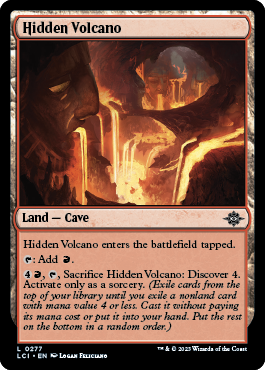 Hidden Volcano
Land — Cave
Hidden Volcano enters the battlefield tapped.
: Add .
4 , , Sacrifice Hidden Volcano: Discover 4.
Activate only as a sorcery. (Exile cards from the
top of your library until you exile a nonland card
with mana value 4 or less. Cast it without paying
its mana cost or put it into your hand. Put the rest
on the bottom in a random order.)
L 0277
LCI • EN Logan Feliciano
™ & © 2023 Wizards of the Coast